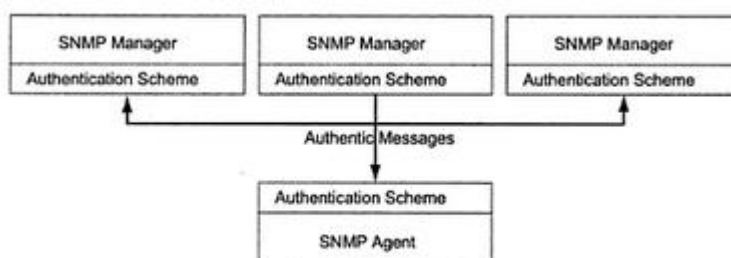 SNMP Manager
SNMP Manager
SNMP Manager
Authentication Scheme
Authentication Scheme
Authentication Scheme
Authentic Messages
Authentication Scheme
SNMP Agent